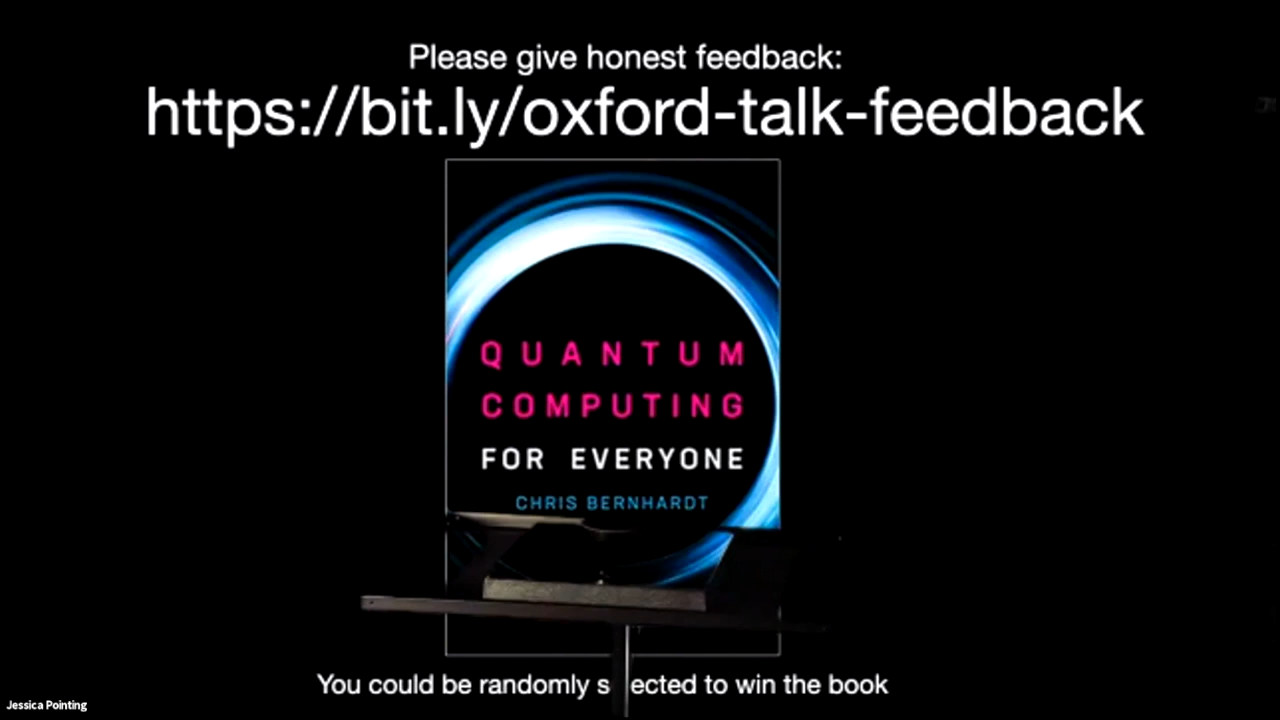 Please give honest feedback:
https://bit.ly/oxford-talk-feedback
QUANTUM
COMPUTING
FOR EVERYONE
CHRIS BERNHARDT
You could be randomly s ected to win the book
Jessica Pointing